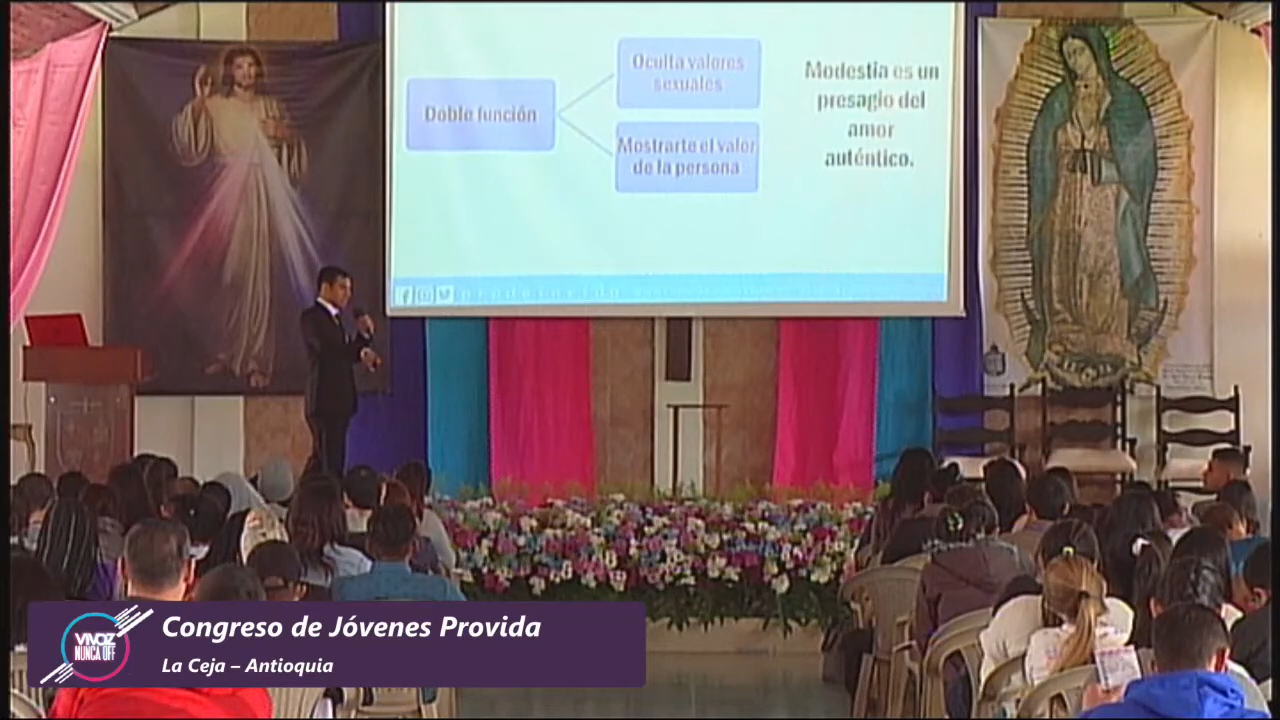 Doble función
Oculta valores
sexuales
Mostrarte el valor
de la persona
Modestia es un
presagio del
amor
auténtico.
VIVOZ
NUNCA OFF
Congreso de Jóvenes Provida
La Ceja – Antioquia